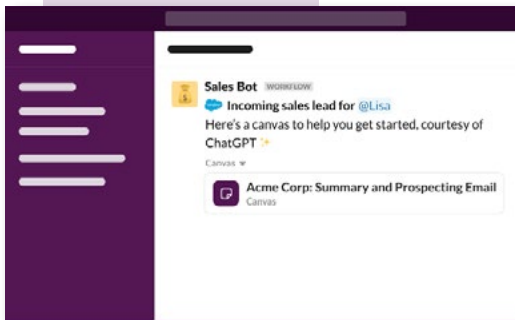 Sales Bot WORKFLOW
Incoming sales lead for @Lisa
Here's a canvas to help you get started, courtesy of
ChatGPT ✨
Canvas
Acme Corp: Summary and Prospecting Email
Canvas